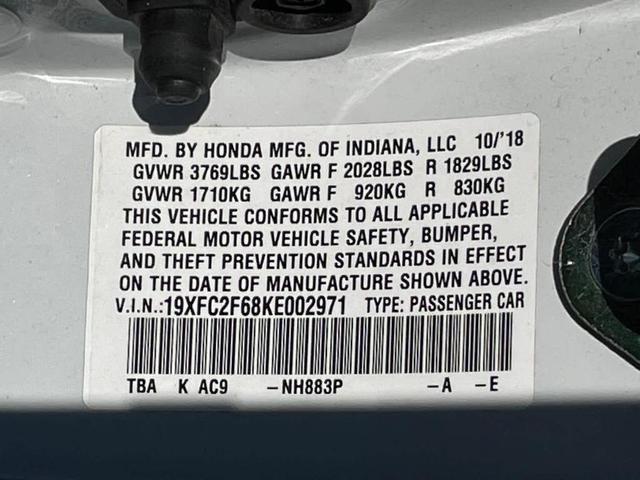 MFD. BY HONDA MFG. OF INDIANA, LLC 10/'18
GVWR 3769LBS GAWR F 2028LBS R 1829LBS
GVWR 1710KG GAWR F 920KG R 830KG
THIS VEHICLE CONFORMS TO ALL APPLICABLE
FEDERAL MOTOR VEHICLE SAFETY, BUMPER,
AND THEFT PREVENTION STANDARDS IN EFFECT
ON THE DATE OF MANUFACTURE SHOWN ABOVE.
V.I.N.:19XFC2F68KE002971 TYPE: PASSENGER CAR
TBA K AC9 -NH883P -A -E